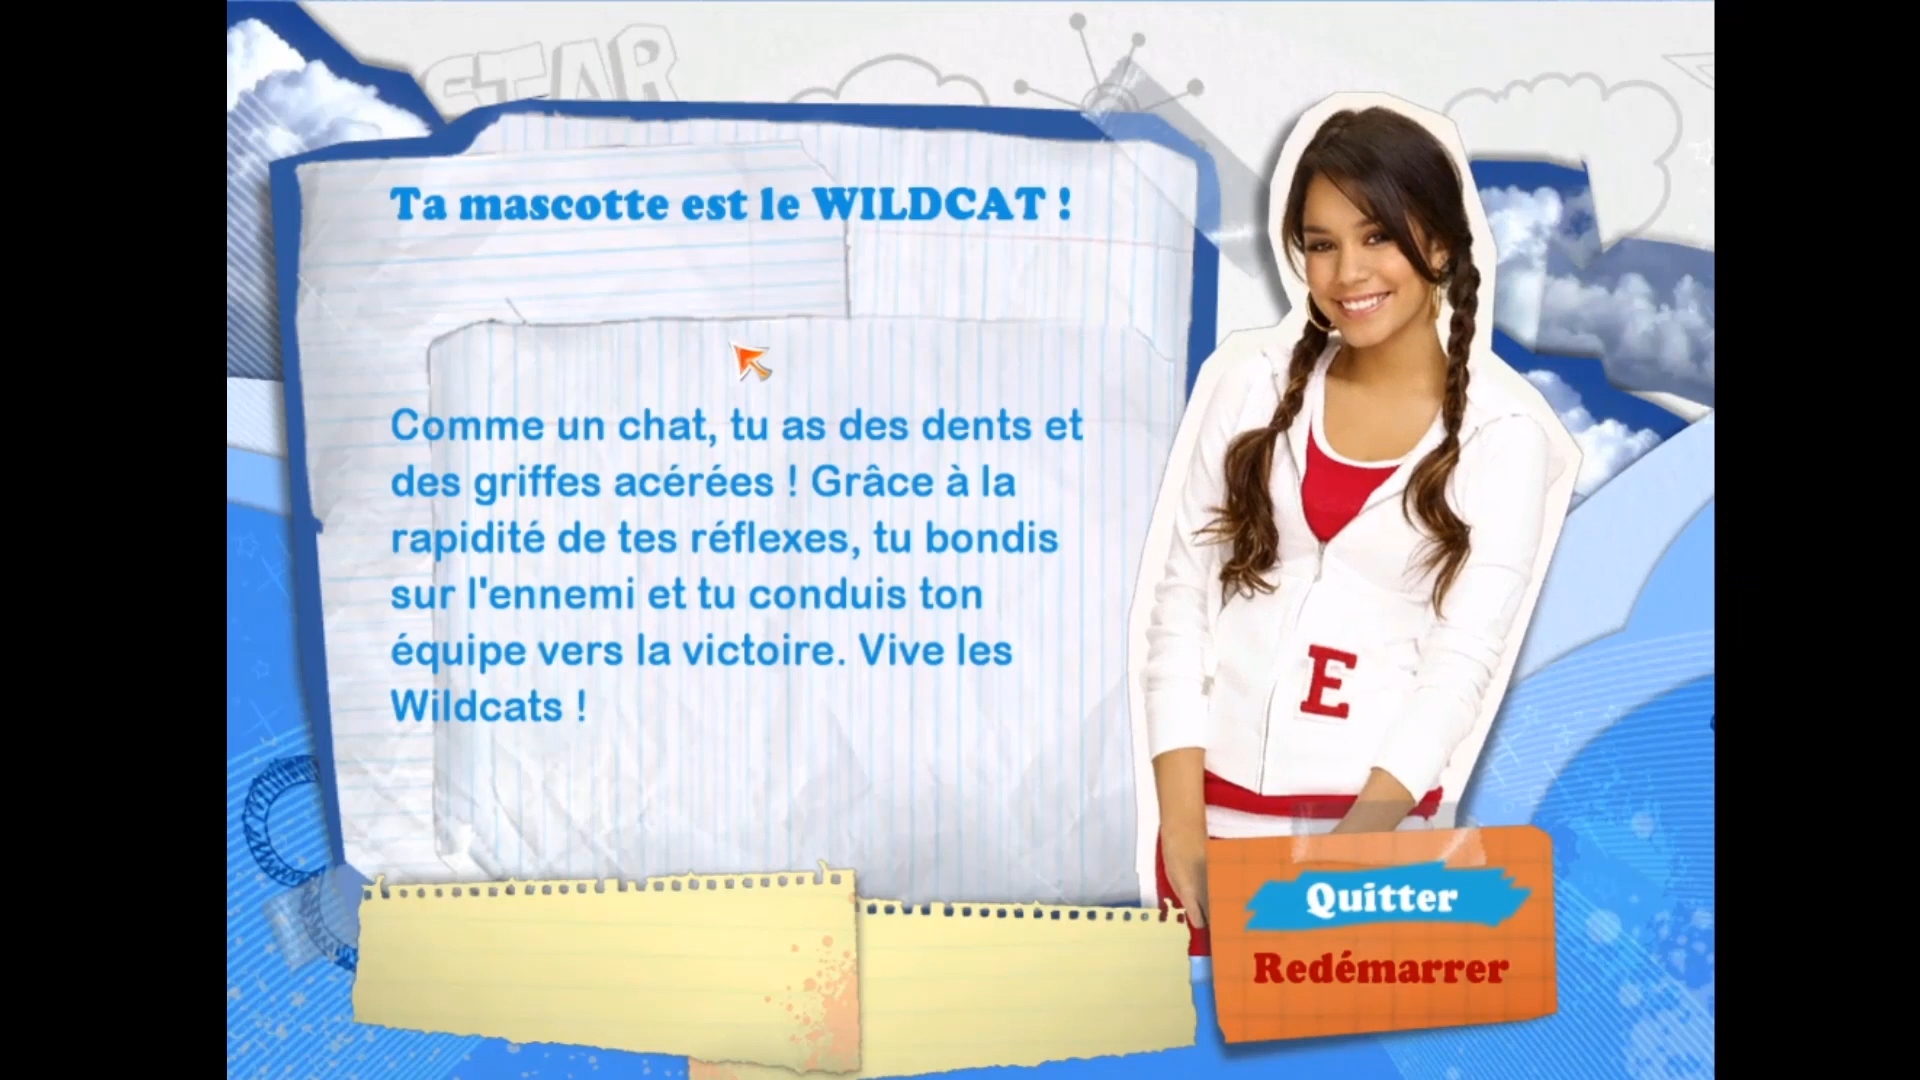 STAR
Ta mascotte est le WILDCAT !
Comme un chat, tu as des dents et
des griffes acérées ! Grâce à la
rapidité de tes réflexes, tu bondis
sur l'ennemi et tu conduis ton
équipe vers la victoire. Vive les
Wildcats !
E
Quitter
Redémarrer